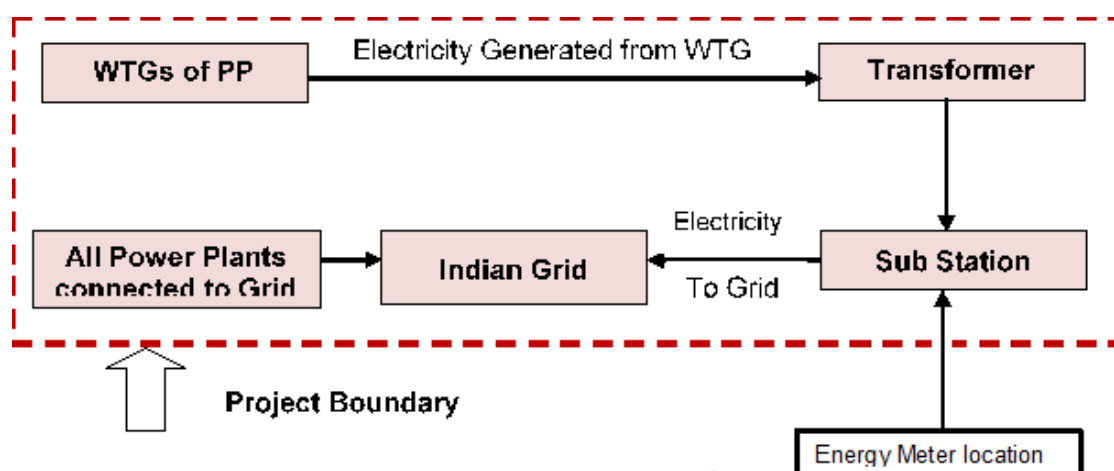 WTGs of PP
Electricity Generated from WTG
Transformer
All Power Plants
connected to Grid
Indian Grid
Electricity
To Grid
Sub Station
Project Boundary
Energy Meter location